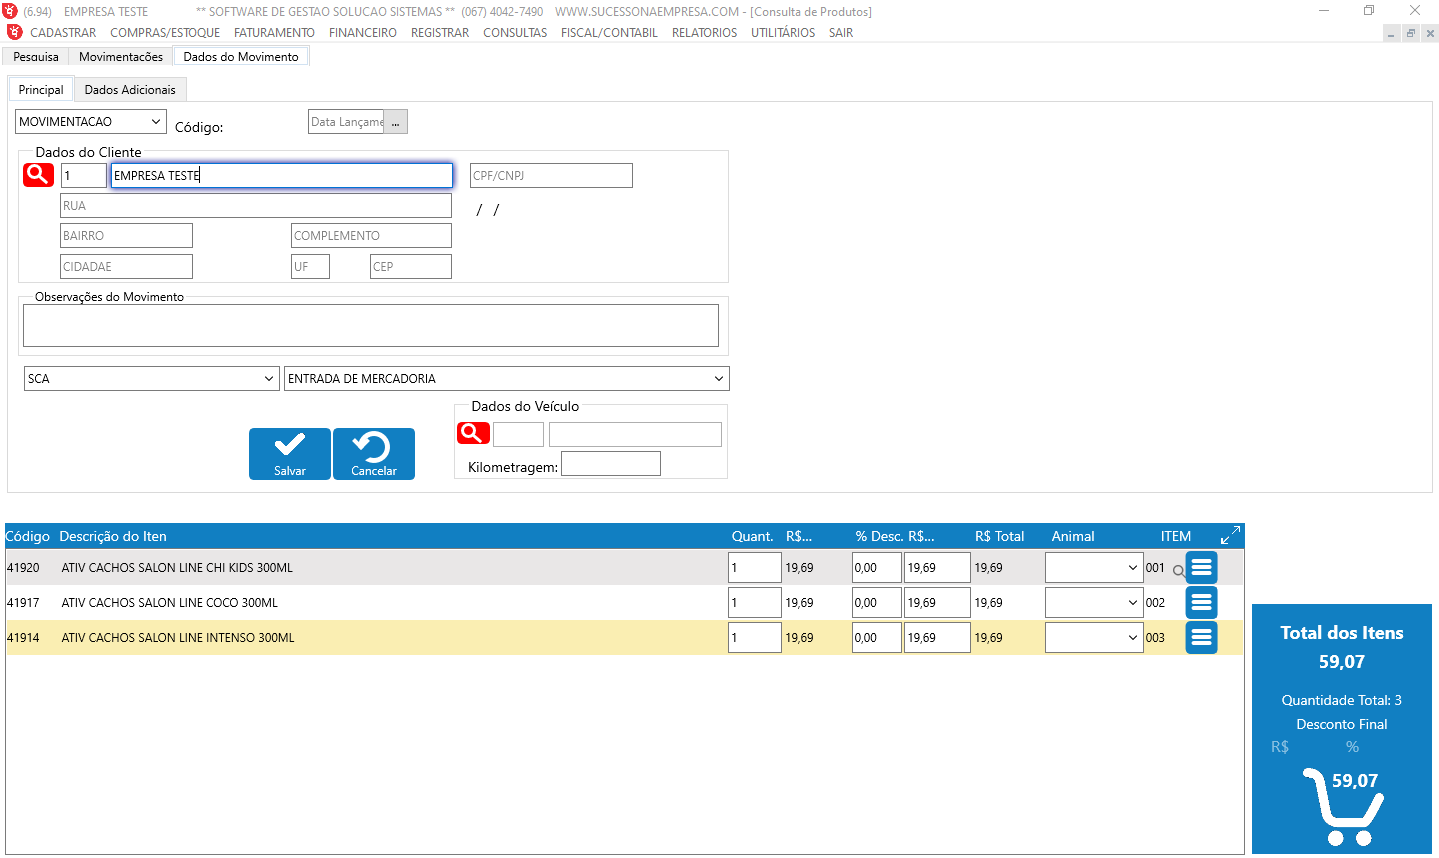 (6.94) EMPRESA TESTE ** SOFTWARE DE GESTAO SOLUCAO SISTEMAS ** (067) 4042-7490 WWW.SUCESSONAEMPRESA.COM - [Consulta de Produtos]
CADASTRAR COMPRAS/ESTOQUE FATURAMENTO FINANCEIRO REGISTRAR CONSULTAS FISCAL/CONTABIL RELATORIOS UTILITÁRIOS SAIR
Pesquisa Movimentacões Dados do Movimento
Principal Dados Adicionais
MOVIMENTACAO Código: Data Lançame ...
Dados do Cliente
1 EMPRESA TESTE CPF/CNPJ
RUA / /
BAIRRO COMPLEMENTO
CIDADAE UF CEP
Observações do Movimento
SCA ENTRADA DE MERCADORIA
Dados do Veículo
Salvar Cancelar Kilometragem:
Código Descrição do Iten Quant. R$... % Desc. R$... R$ Total Animal ITEM
41920 ATIV CACHOS SALON LINE CHI KIDS 300ML 1 19,69 0,00 19,69 19,69 001
41917 ATIV CACHOS SALON LINE COCO 300ML 1 19,69 0,00 19,69 19,69 002
41914 ATIV CACHOS SALON LINE INTENSO 300ML 1 19,69 0,00 19,69 19,69 003
Total dos Itens
59,07
Quantidade Total: 3
Desconto Final
R$ %
59,07